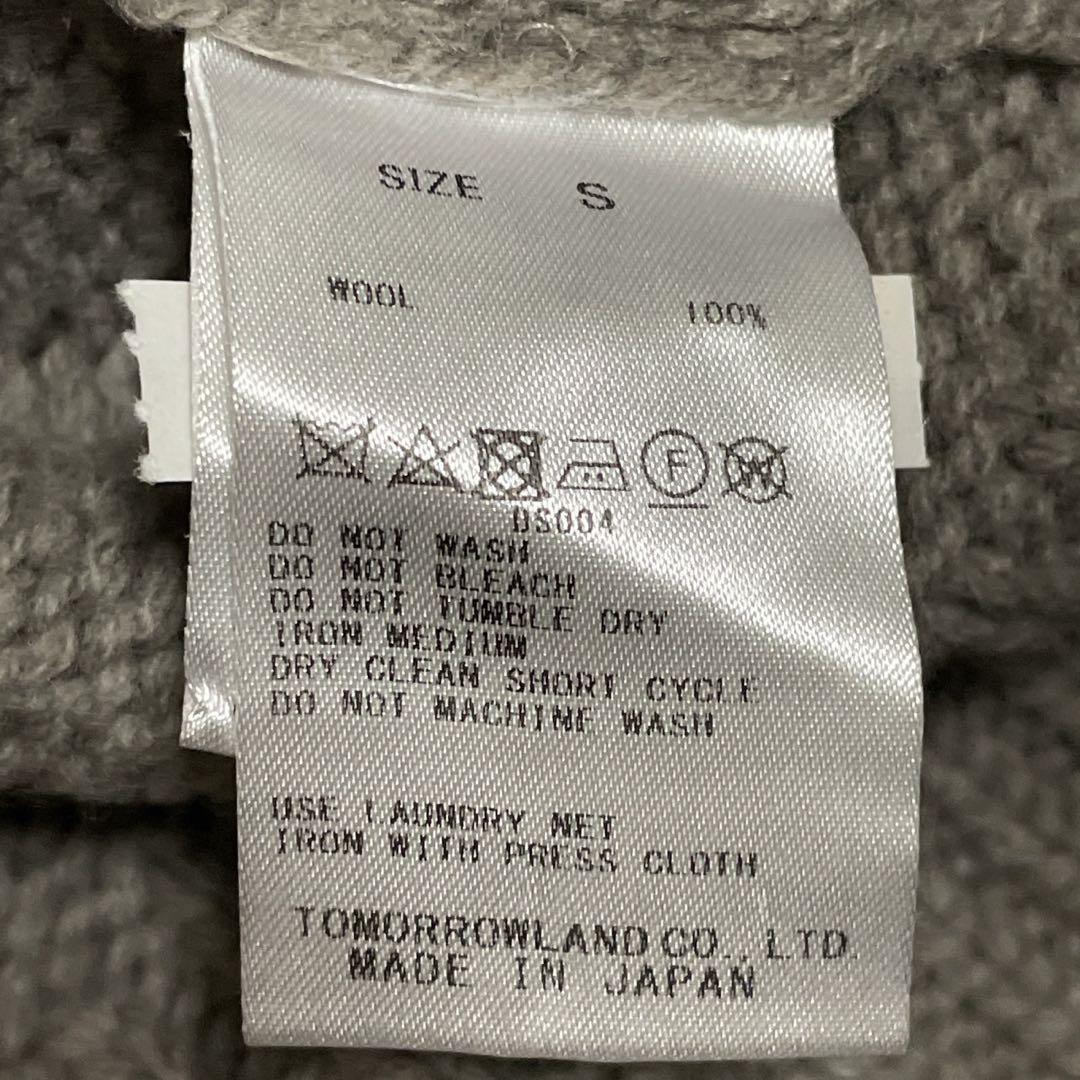 SIZE S
WOOL 100%
F W
DS004
DO NOT WASH
DO NOT BLEACH
DO NOT TUMBLE DRY
IRON MEDIUM
DRY CLEAN SHORT CYCLE
DO NOT MACHINE WASH
USE LAUNDRY NET
IRON WITH PRESS CLOTH
TOMORROWLAND CO., LTD.
MADE IN JAPAN